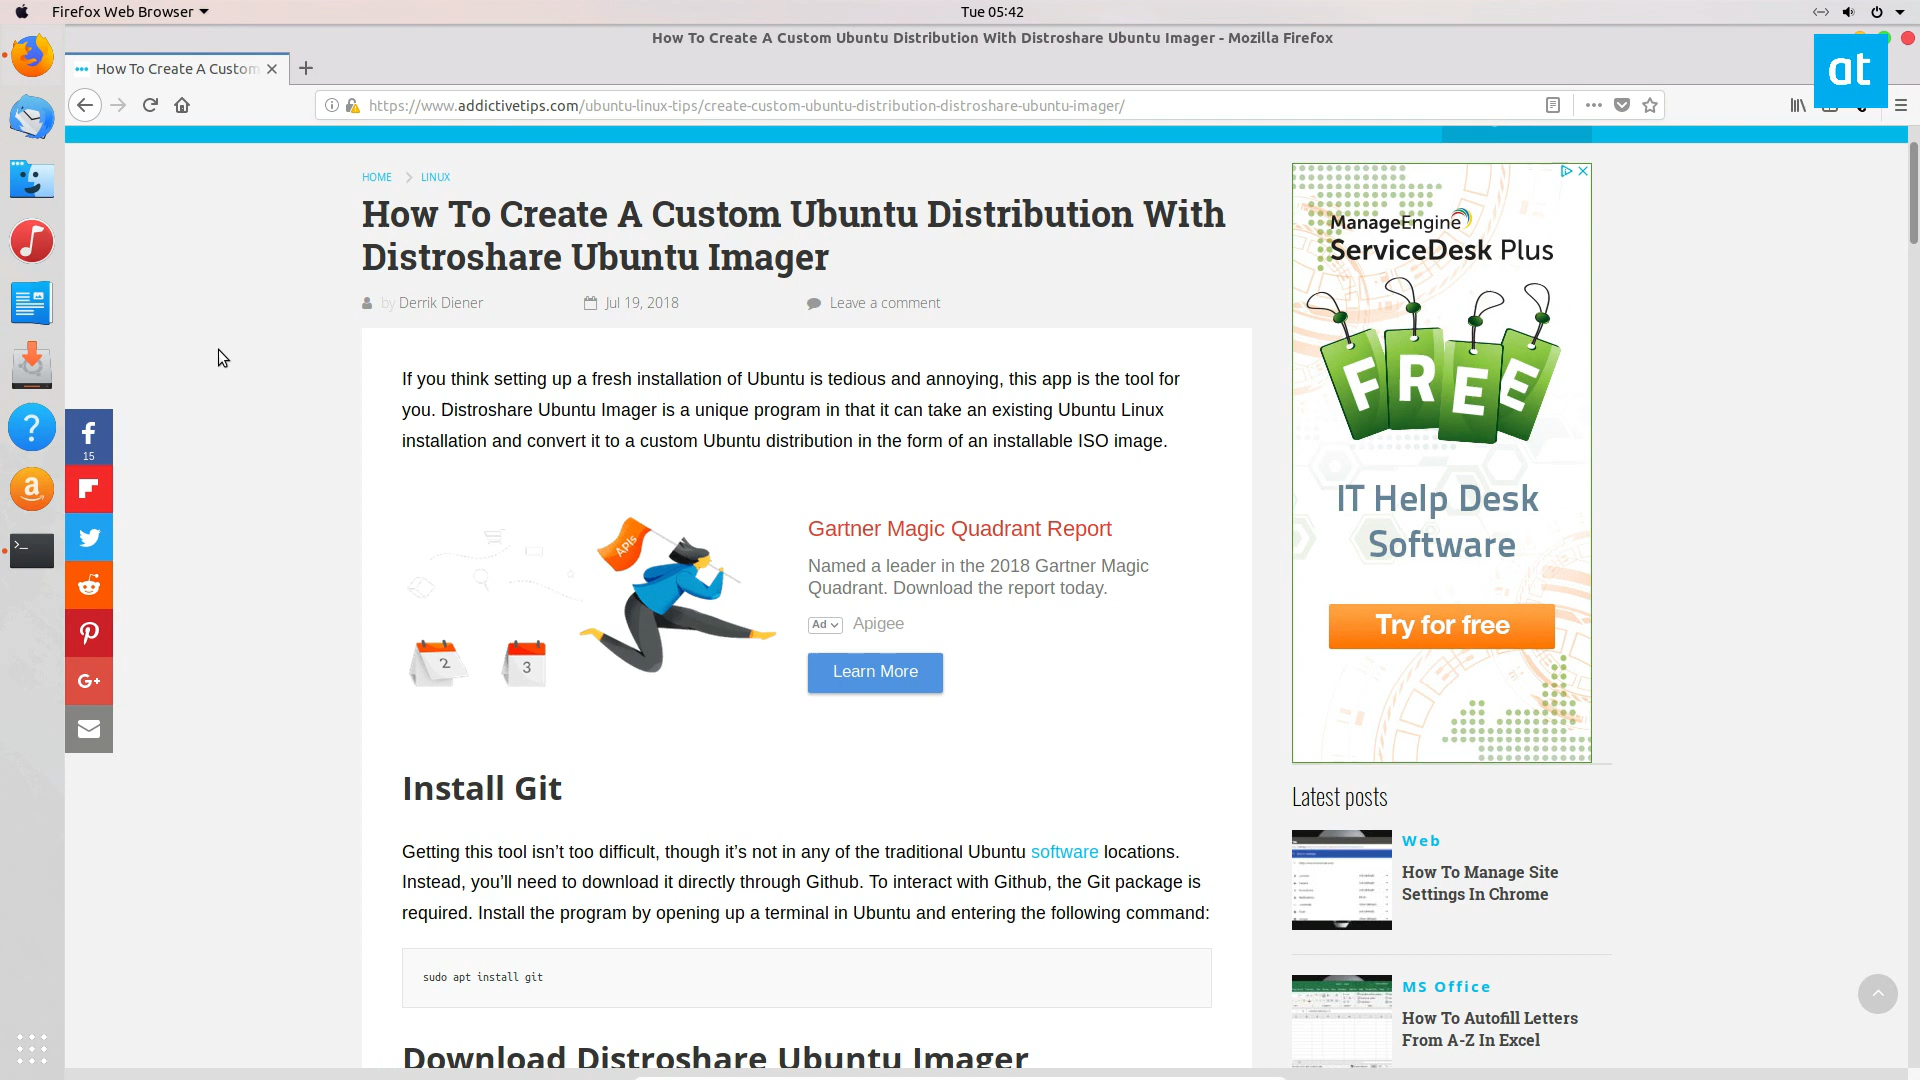 Firefox Web Browser
Tue 05:42
How To Create A Custom Ubuntu Distribution With Distroshare Ubuntu Imager - Mozilla Firefox
How To Create A Custom
at
https://www.addictivetips.com/ubuntu-linux-tips/create-custom-ubuntu-distribution-distroshare-ubuntu-imager/
HOME
LINUX
How To Create A Custom Ubuntu Distribution With
Distroshare Ubuntu Imager
by Derrik Diener
Jul 19, 2018
Leave a comment
If you think setting up a fresh installation of Ubuntu is tedious and annoying, this app is the tool for
you. Distroshare Ubuntu Imager is a unique program in that it can take an existing Ubuntu Linux
installation and convert it to a custom Ubuntu distribution in the form of an installable ISO image.
15
G+
APIs
2
3
Gartner Magic Quadrant Report
Named a leader in the 2018 Gartner Magic
Quadrant. Download the report today.
Ad
Apigee
Learn More
Install Git
Getting this tool isn’t too difficult, though it’s not in any of the traditional Ubuntu software locations.
Instead, you’ll need to download it directly through Github. To interact with Github, the Git package is
required. Install the program by opening up a terminal in Ubuntu and entering the following command:
sudo apt install git
Download Distroshare Ubuntu Imager
ManageEngine
ServiceDesk Plus
FREE
IT Help Desk
Software
Try for free
Latest posts
Web
How To Manage Site
Settings In Chrome
MS Office
How To Autofill Letters
From A-Z In Excel